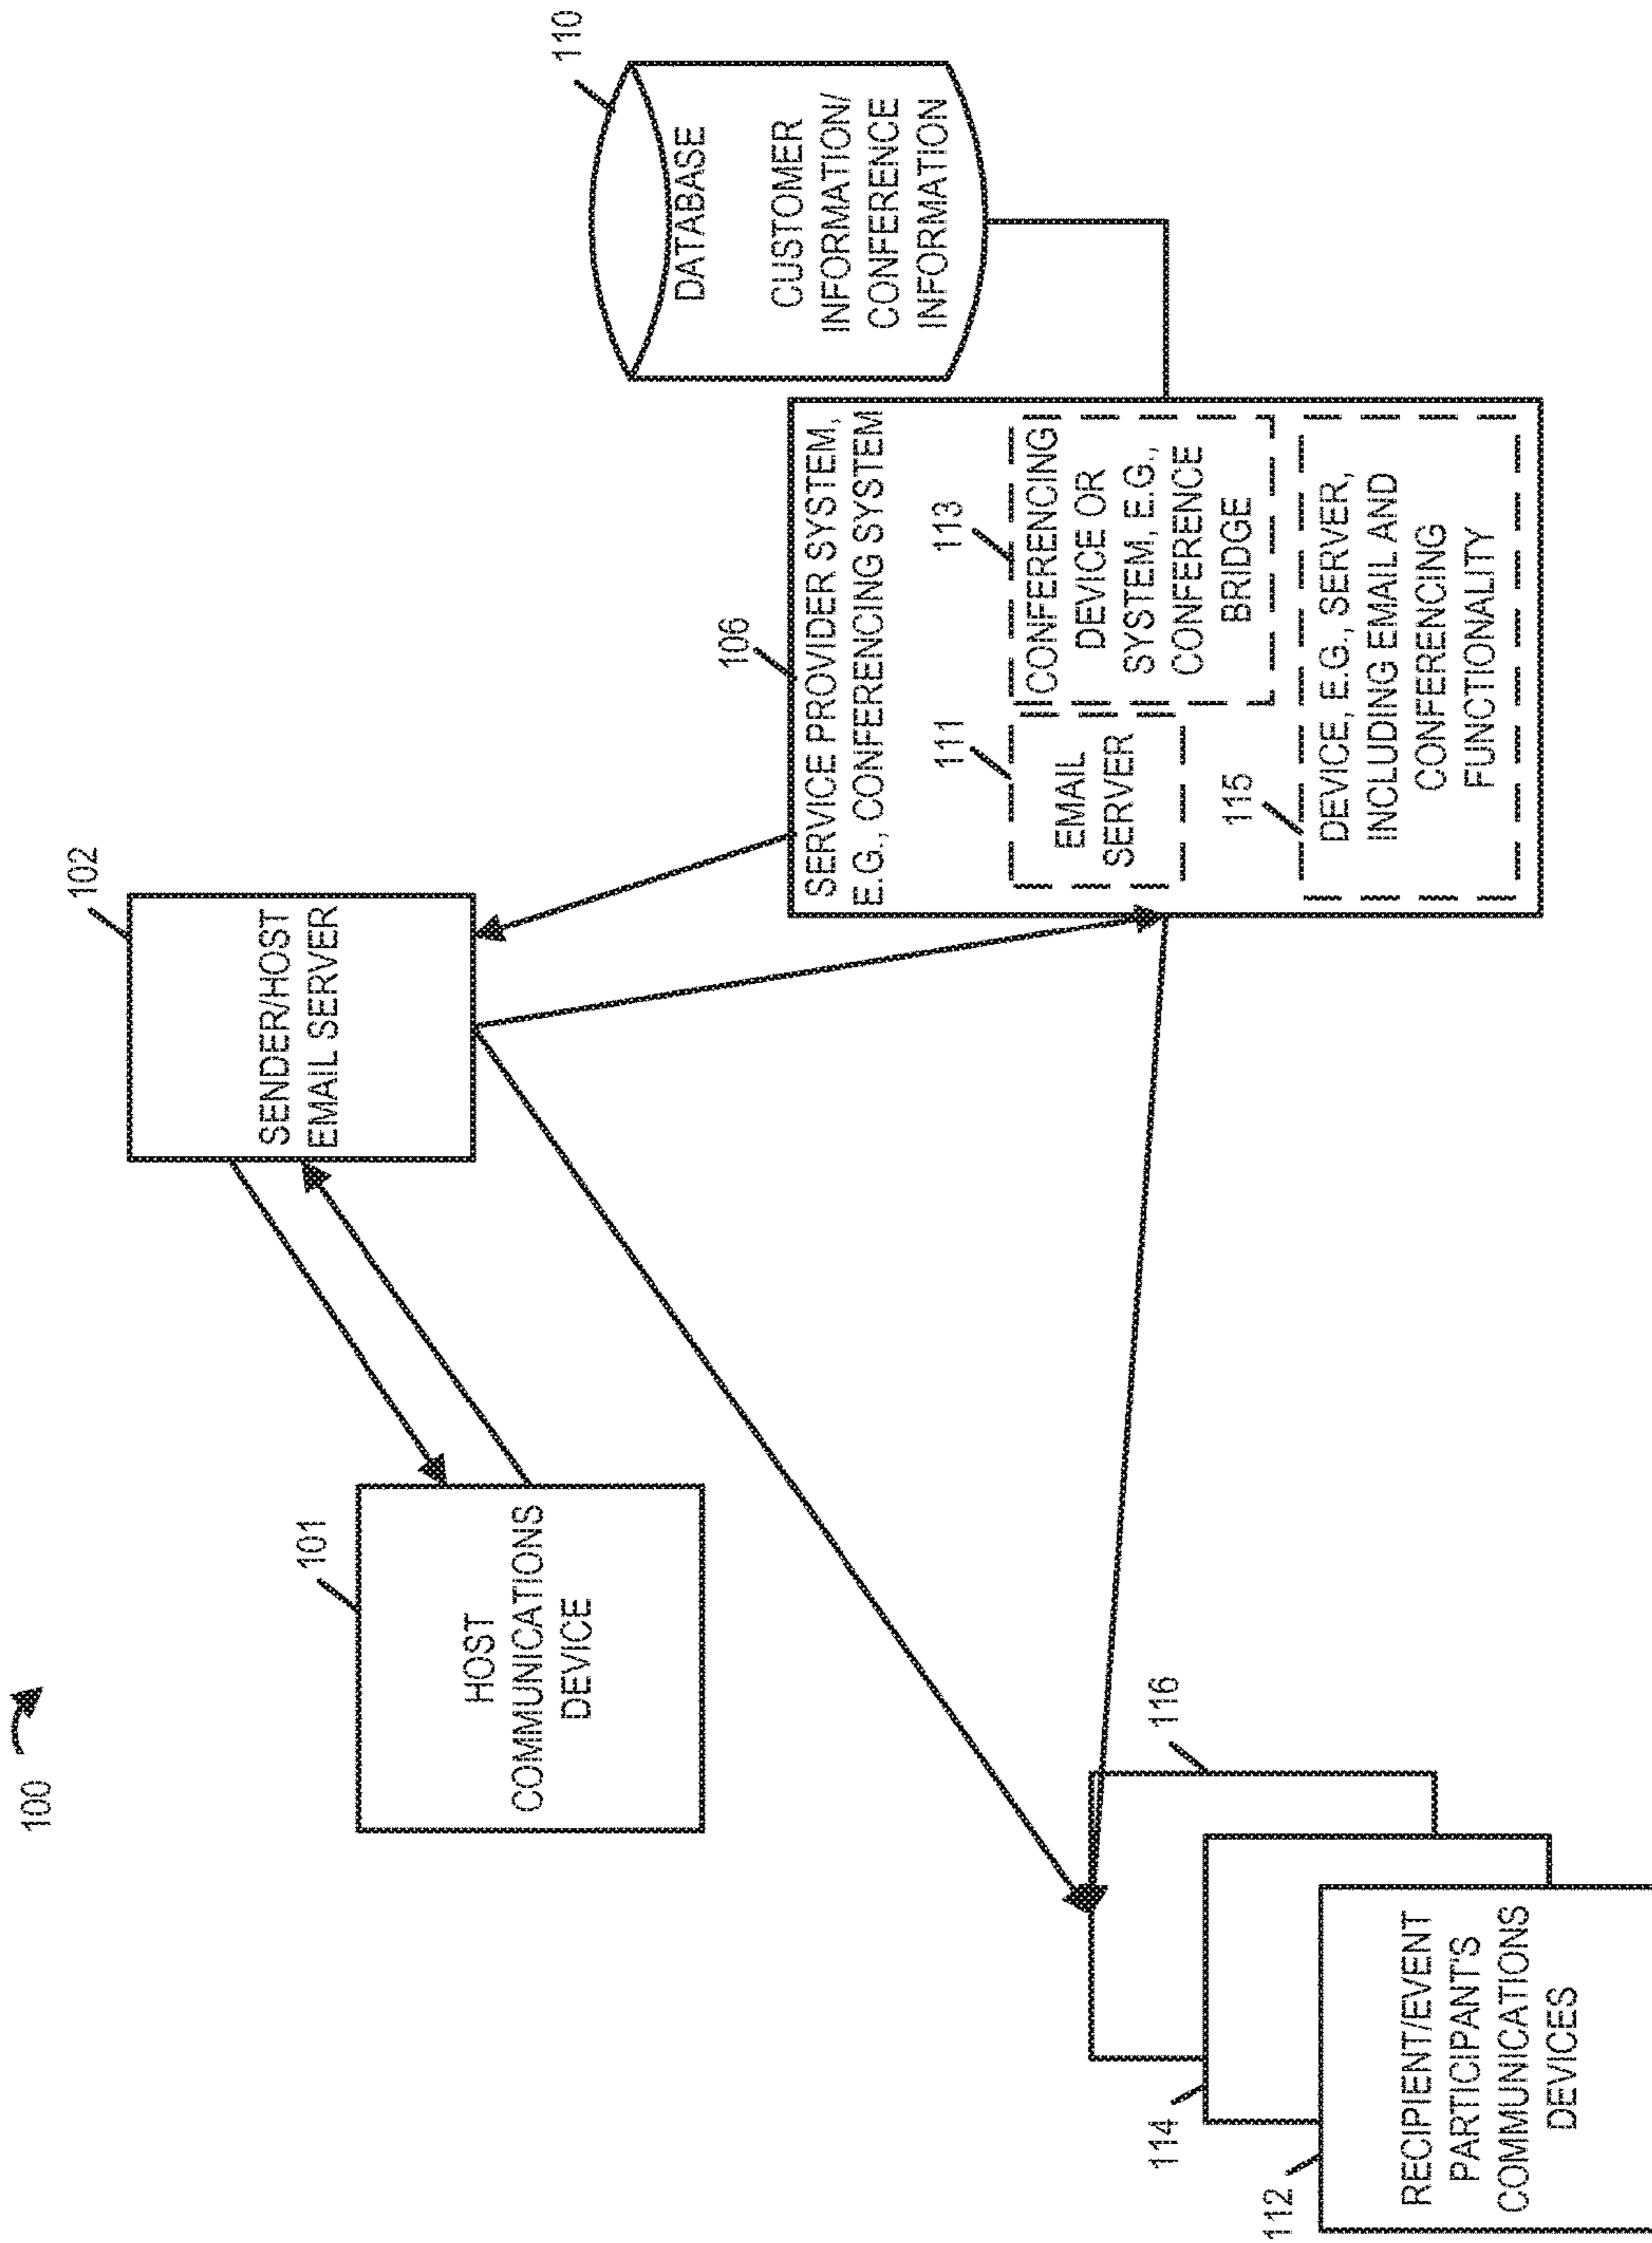 100
101
HOST
COMMUNICATIONS
DEVICE
102
SENDER/HOST
EMAIL SERVER
106
SERVICE PROVIDER SYSTEM,
E.G., CONFERENCING SYSTEM
111
EMAIL
SERVER
113
CONFERENCING
DEVICE OR
SYSTEM, E.G.,
CONFERENCE
BRIDGE
115
DEVICE, E.G., SERVER,
INCLUDING EMAIL AND
CONFERENCING
FUNCTIONALITY
110
DATABASE
CUSTOMER
INFORMATION/
CONFERENCE
INFORMATION
116
114
112
RECIPIENT/EVENT
PARTICIPANT'S
COMMUNICATIONS
DEVICES